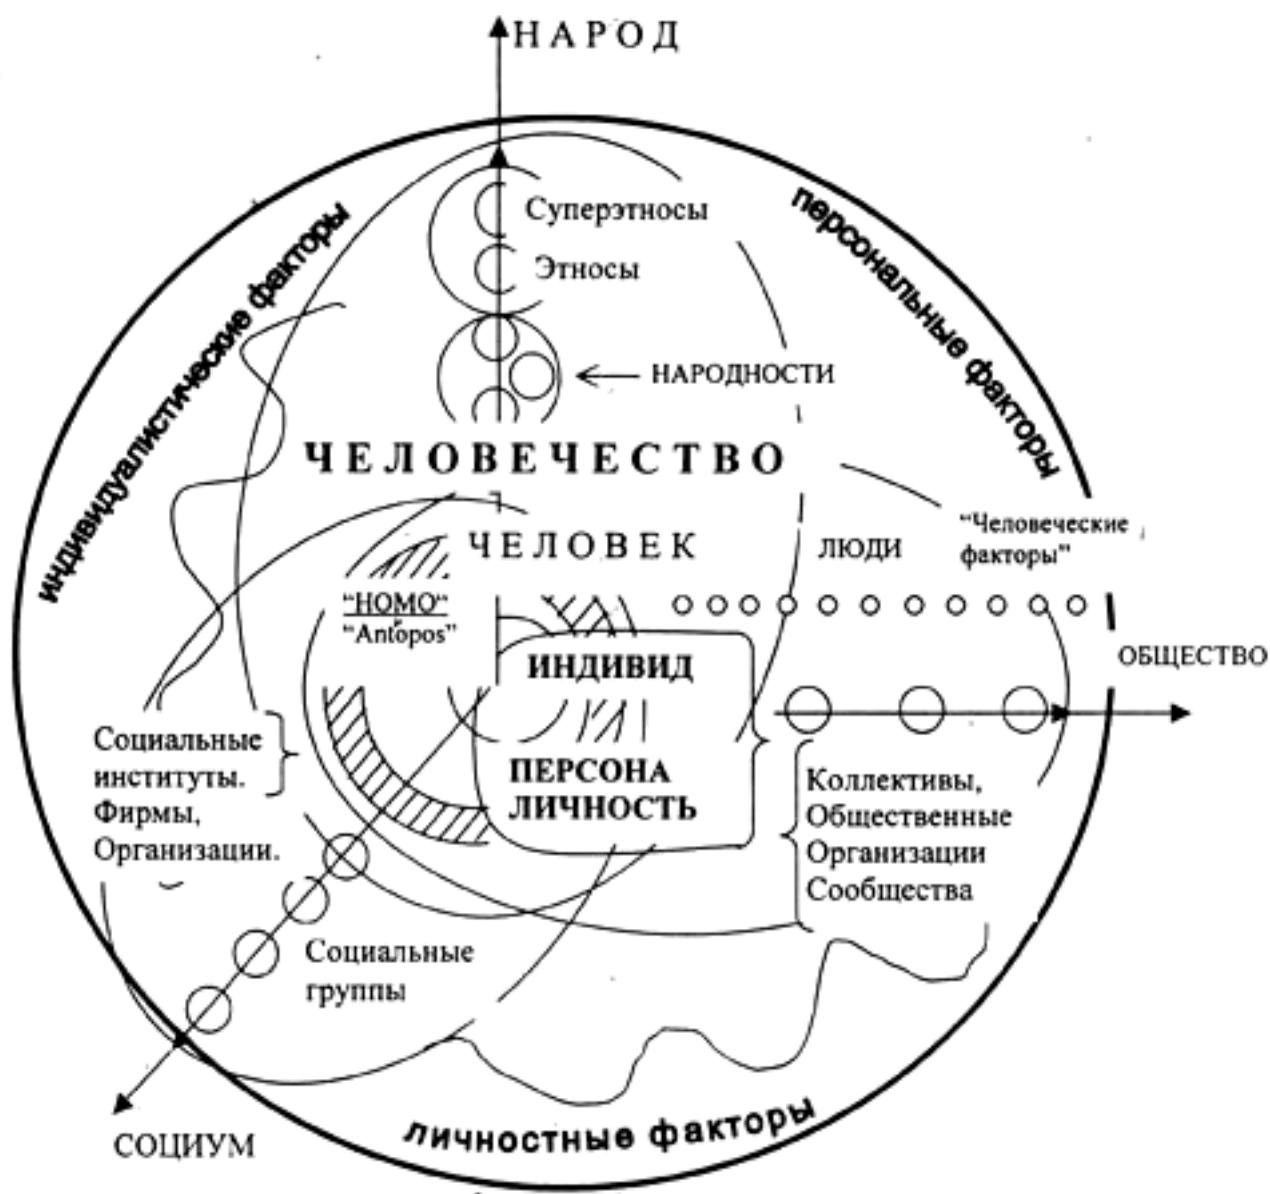 НАРОД
Суперэтносы
Этносы
НАРОДНОСТИ
индивидуалистические факторы
персональные факторы
ЧЕЛОВЕЧЕСТВО
ЧЕЛОВЕК
ЛЮДИ
“Человеческие
факторы”
“НОМО“
“Antopos”
ИНДИВИД
ОБЩЕСТВО
ПЕРСОНА
ЛИЧНОСТЬ
Социальные
институты.
Фирмы,
Организации.
Коллективы,
Общественные
Организации
Сообщества
Социальные
группы
СОЦИУМ
личностные факторы